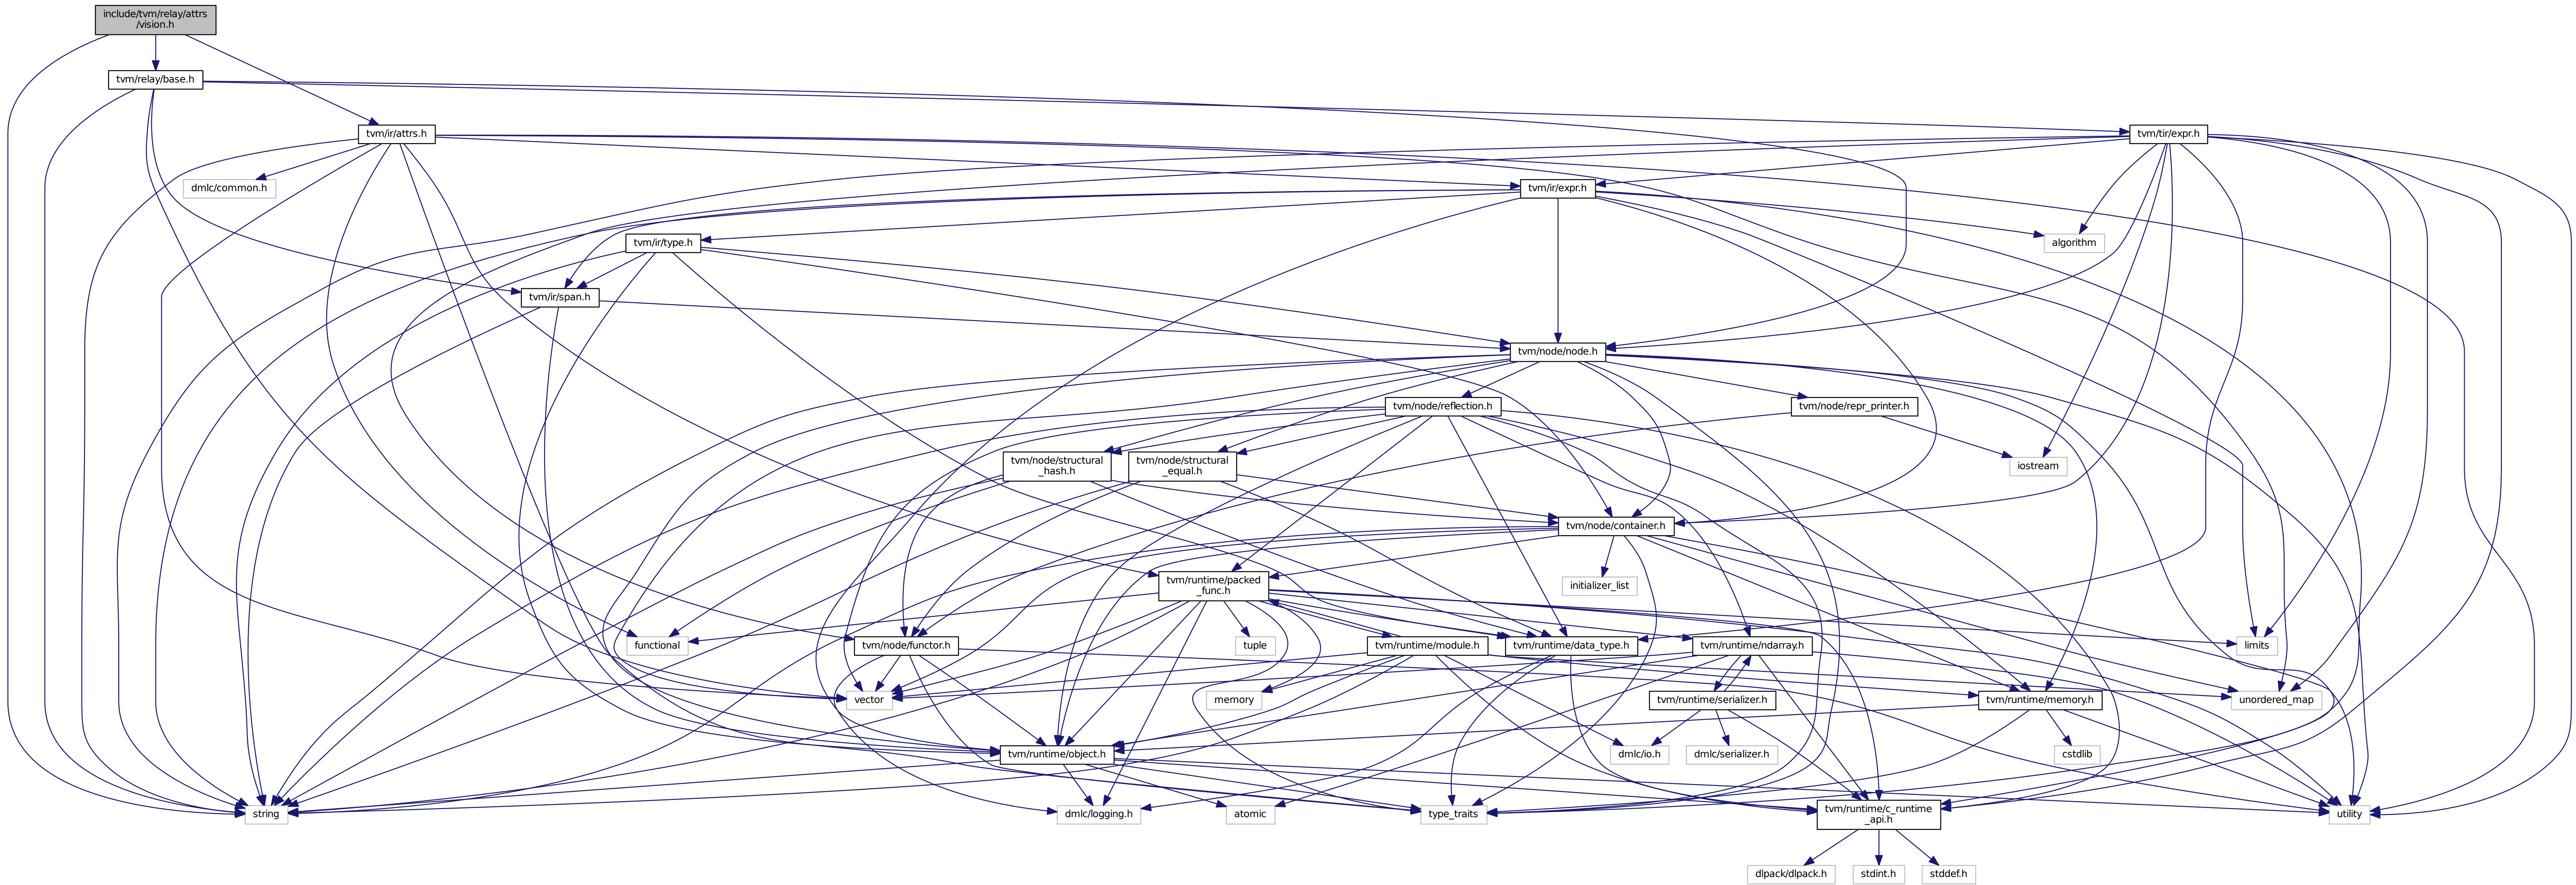 include/tvm/relay/attrs
/vision.h
tvm/relay/base.h
tvm/ir/attrs.h
tvm/tir/expr.h
dmlc/common.h
tvm/ir/expr.h
tvm/ir/type.h
algorithm
tvm/ir/span.h
tvm/node/node.h
tvm/node/reflection.h
tvm/node/repr_printer.h
tvm/node/structural
_hash.h
tvm/node/structural
_equal.h
iostream
tvm/node/container.h
tvm/runtime/packed
_func.h
initializer_list
functional
tvm/node/functor.h
tuple
tvm/runtime/module.h
tvm/runtime/data_type.h
tvm/runtime/ndarray.h
limits
vector
memory
tvm/runtime/serializer.h
tvm/runtime/memory.h
unordered_map
tvm/runtime/object.h
dmlc/io.h
dmlc/serializer.h
cstdlib
string
dmlc/logging.h
atomic
type_traits
tvm/runtime/c_runtime
_api.h
utility
dlpack/dlpack.h
stdint.h
stddef.h